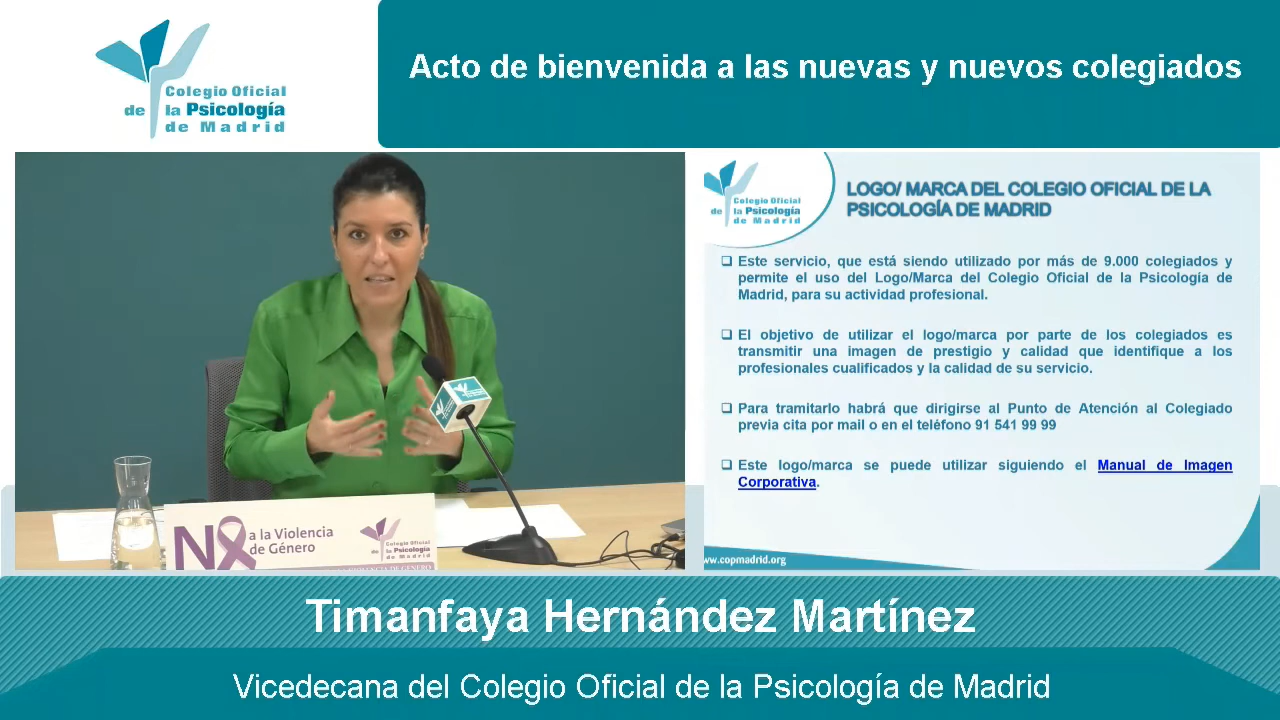 Colegio Oficial
de la Psicología
de Madrid
Acto de bienvenida a las nuevas y nuevos colegiados
NO a la Violencia
de Género
Colegio Oficial
de la Psicología
de Madrid
Colegio Oficial
de la Psicología
de Madrid
LOGO/ MARCA DEL COLEGIO OFICIAL DE LA
PSICOLOGÍA DE MADRID
❑ Este servicio, que está siendo utilizado por más de 9.000 colegiados y
permite el uso del Logo/Marca del Colegio Oficial de la Psicología de
Madrid, para su actividad profesional.
❑ El objetivo de utilizar el logo/marca por parte de los colegiados es
transmitir una imagen de prestigio y calidad que identifique a los
profesionales cualificados y la calidad de su servicio.
❑ Para tramitarlo habrá que dirigirse al Punto de Atención al Colegiado
previa cita por mail o en el teléfono 91 541 99 99
❑ Este logo/marca se puede utilizar siguiendo el Manual de Imagen
Corporativa.
www.copmadrid.org
Timanfaya Hernández Martínez
Vicedecana del Colegio Oficial de la Psicología de Madrid